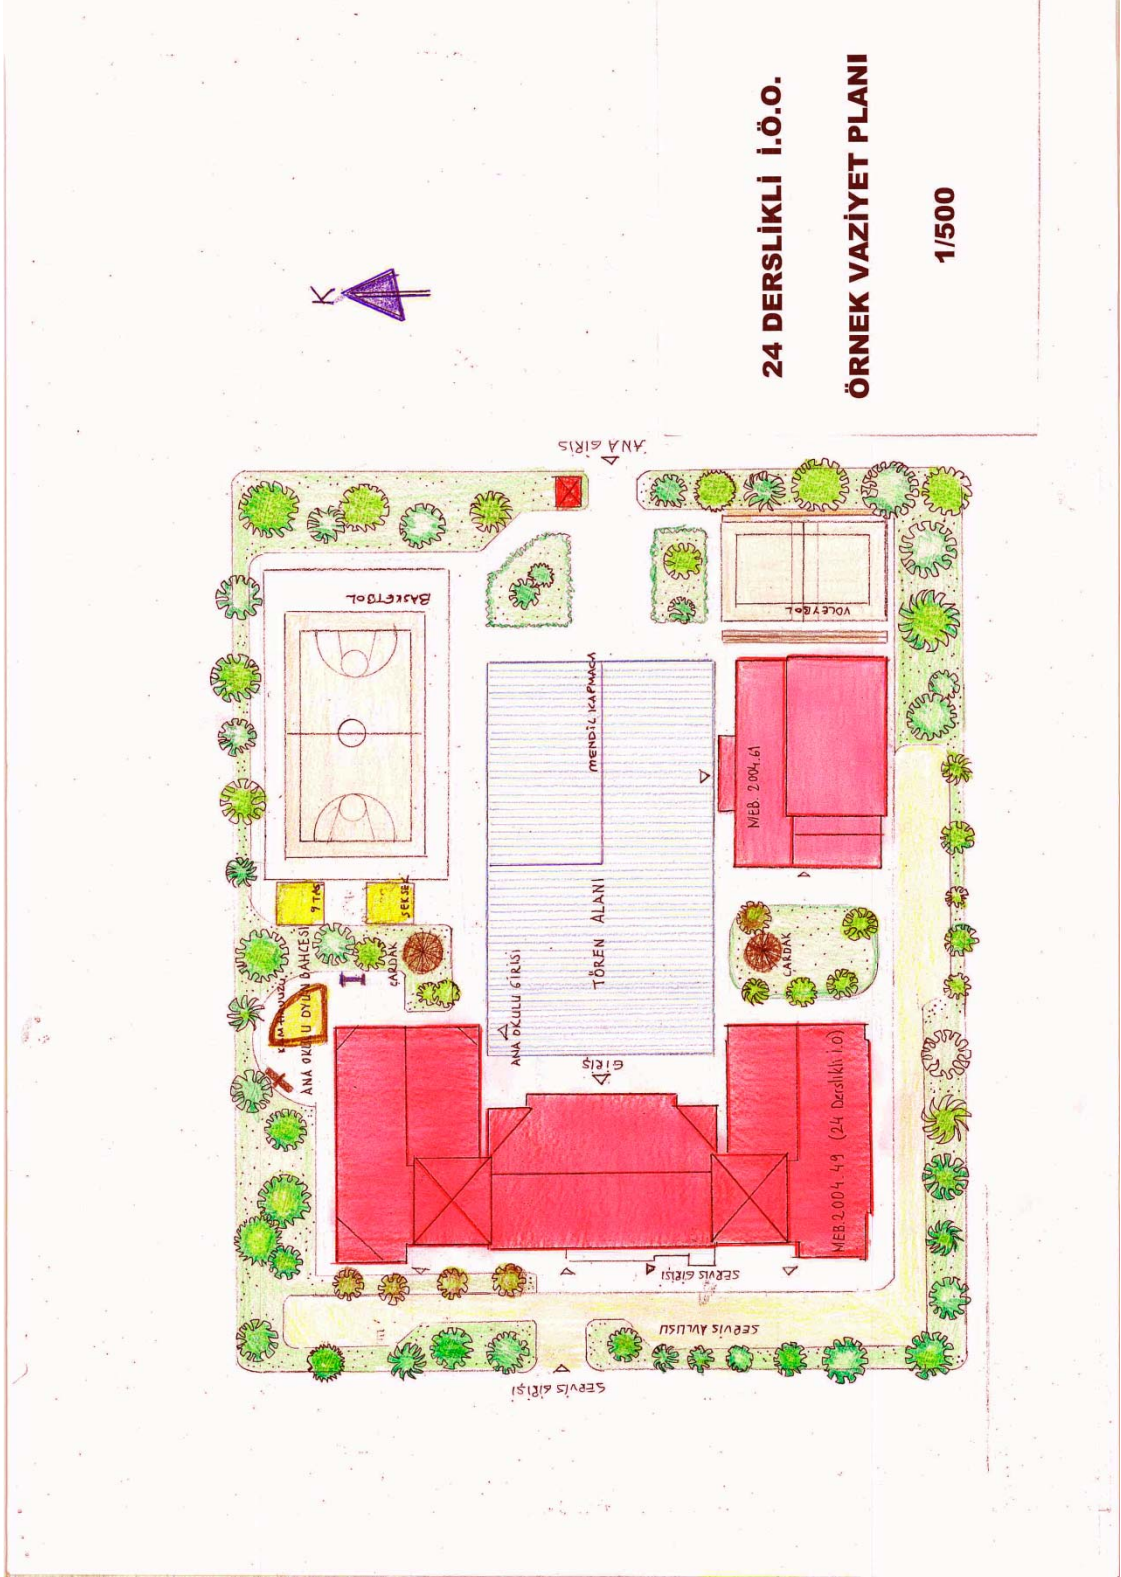 24 DERSLİKLİ İ.Ö.O.
ÖRNEK VAZİYET PLANI
1/500
K
ANA GİRİŞ
BASKETBOL
VOLEYBOL
MENDİL KAPMACA
MEB. 2004.61
9 TAŞ
SEKSEK
ÇARDAK
ÇARDAK
ANA OKULU OYUN BAHÇESİ
ANA OKULU GİRİSİ
TÖREN ALANI
GİRİŞ
MEB.2004.49 (24 Derslikli İ.O)
SERVİS GİRİŞİ
SERVİS AVLUSU
SERVİS GİRİŞİ